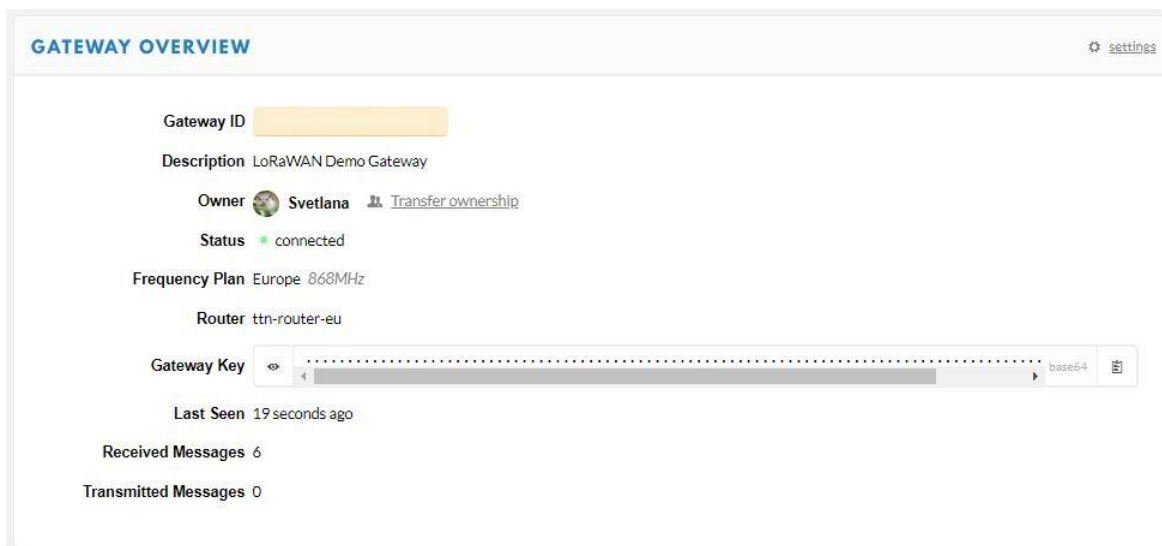 GATEWAY OVERVIEW settings
Gateway ID
Description LoRaWAN Demo Gateway
Owner Svetlana Transfer ownership
Status connected
Frequency Plan Europe 868MHz
Router ttn-router-eu
Gateway Key base64
Last Seen 19 seconds ago
Received Messages 6
Transmitted Messages 0